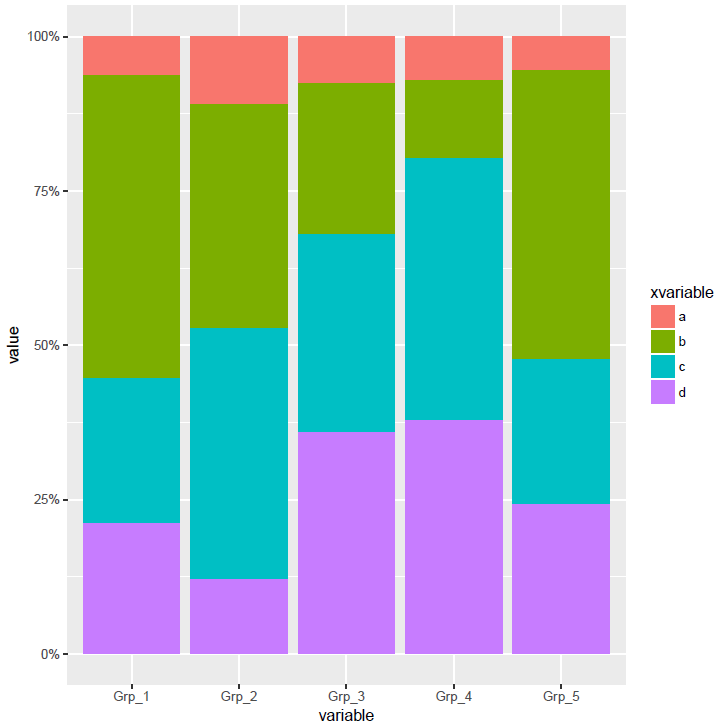 100%
75%
50%
25%
0%
value
Grp_1 Grp_2 Grp_3 Grp_4 Grp_5
variable
xvariable
a
b
c
d